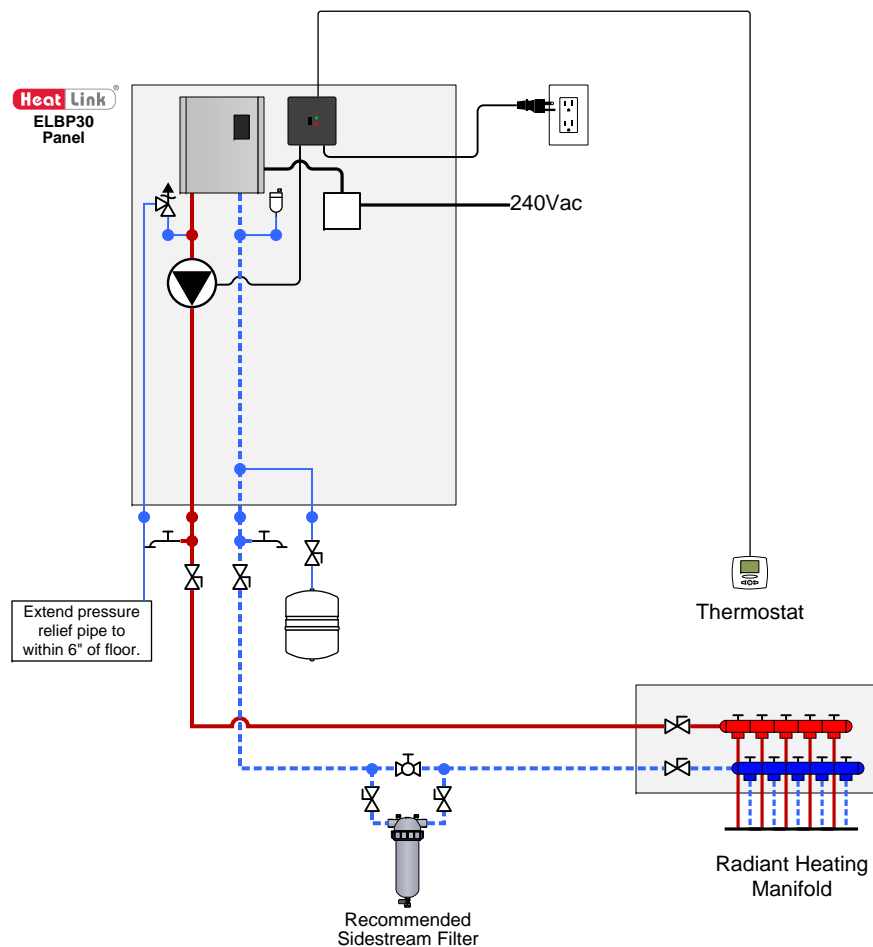 Heat Link®
ELBP30
Panel
240Vac
Extend pressure
relief pipe to
within 6" of floor.
Thermostat
Radiant Heating
Manifold
Recommended
Sidestream Filter